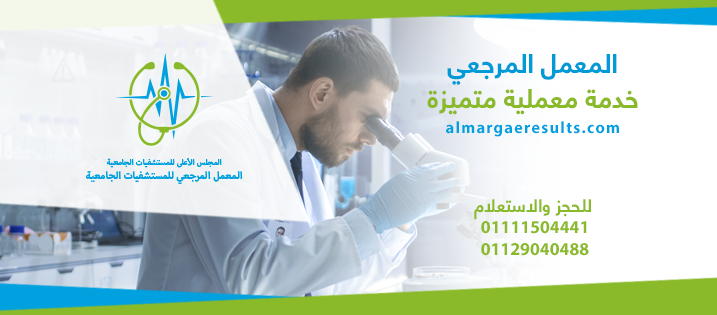 المعمل المرجعي
خدمة معملية متميزة
almargaeresults.com
المجلس الأعلى للمستشفيات الجامعية
المعمل المرجعي للمستشفيات الجامعية
للحجز والاستعلام
01111504441
01129040488